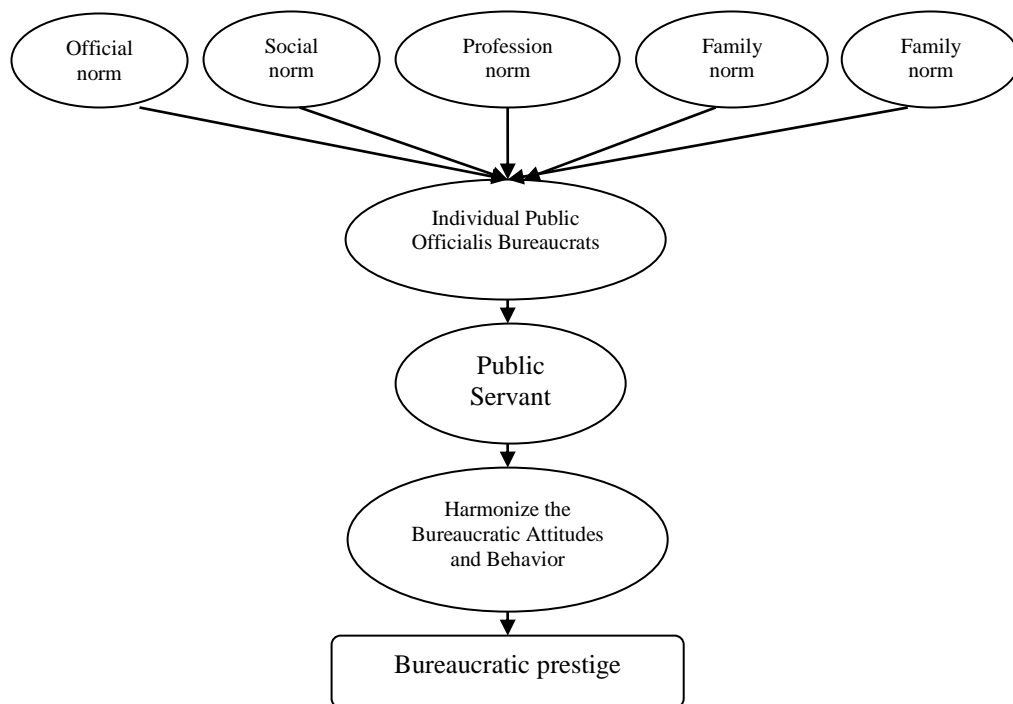 Official
norm
Social
norm
Profession
norm
Family
norm
Family
norm
Individual Public
Officialis Bureaucrats
Public
Servant
Harmonize the
Bureaucratic Attitudes
and Behavior
Bureaucratic prestige